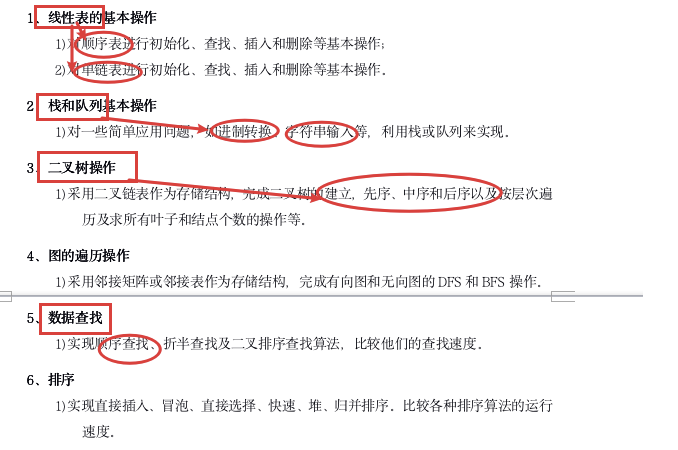 1、线性表的基本操作
1)对顺序表进行初始化、查找、插入和删除等基本操作;
2)对单链表进行初始化、查找、插入和删除等基本操作.
2 栈和队列基本操作
1)对一些简单应用问题, 如进制转换、字符串输入等, 利用栈或队列来实现.
3、二叉树操作
1)采用二叉链表作为存储结构, 完成二叉树的建立, 先序、中序和后序以及按层次遍
历及求所有叶子和结点个数的操作等.
4、图的遍历操作
1)采用邻接矩阵或邻接表作为存储结构, 完成有向图和无向图的 DFS 和 BFS 操作.
5、数据查找
1)实现顺序查找、折半查找及二叉排序查找算法, 比较他们的查找速度.
6、排序
1)实现直接插入、冒泡、直接选择、快速、堆、归并排序. 比较各种排序算法的运行
速度.